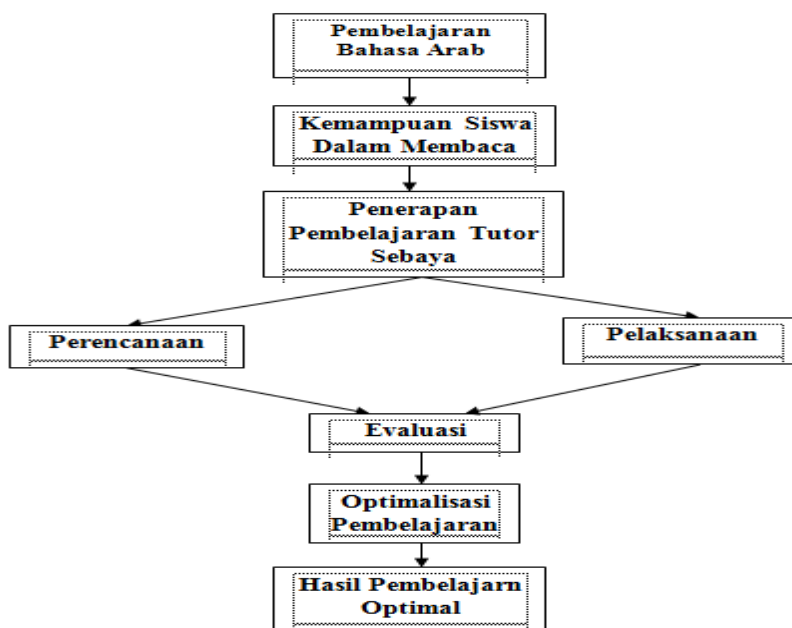 Pembelajaran
Bahasa Arab
Kemampuan Siswa
Dalam Membaca
Penerapan
Pembelajaran Tutor
Sebaya
Perencanaan
Pelaksanaan
Evaluasi
Optimalisasi
Pembelajaran
Hasil Pembelajarn
Optimal